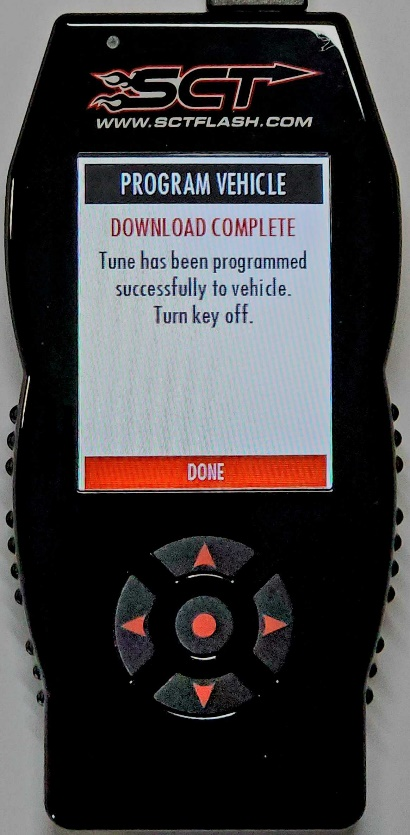 SCT
WWW.SCTFLASH.COM
PROGRAM VEHICLE
DOWNLOAD COMPLETE
Tune has been programmed
successfully to vehicle.
Turn key off.
DONE